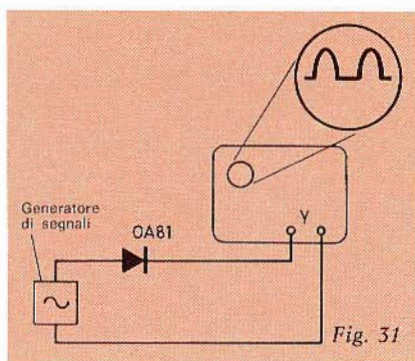 Generatore
di segnali
OA81
Y
Fig. 31